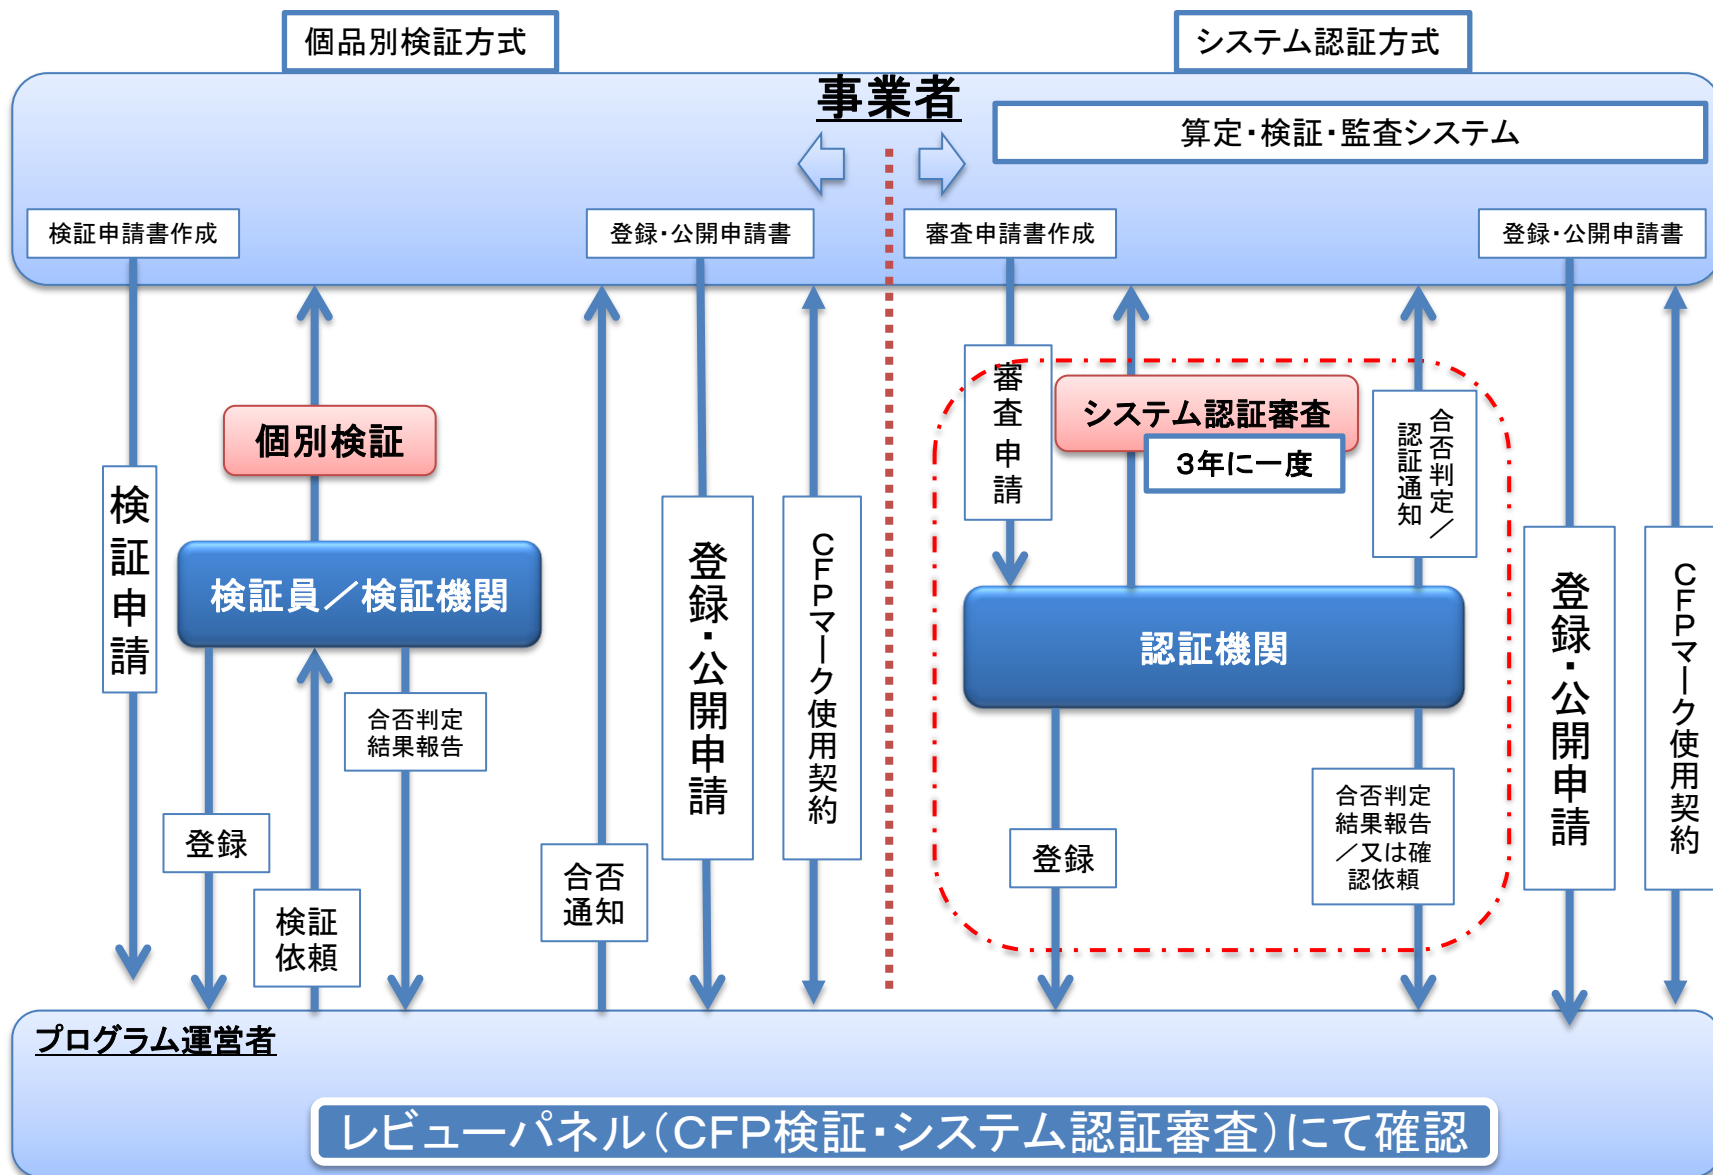 個品別検証方式
システム認証方式
事業者
算定・検証・監査システム
検証申請書作成
登録・公開申請書
審査申請書作成
登録・公開申請書
検証申請
個別検証
検証員／検証機関
登録
検証
依頼
合否判定
結果報告
合否
通知
登録・公開申請
CFPマーク使用契約
審査申請
システム認証審査
3年に一度
合否判定／
認証通知
認証機関
登録
合否判定
結果報告
／又は確
認依頼
登録・公開申請
CFPマーク使用契約
プログラム運営者
レビューパネル（CFP検証・システム認証審査）にて確認